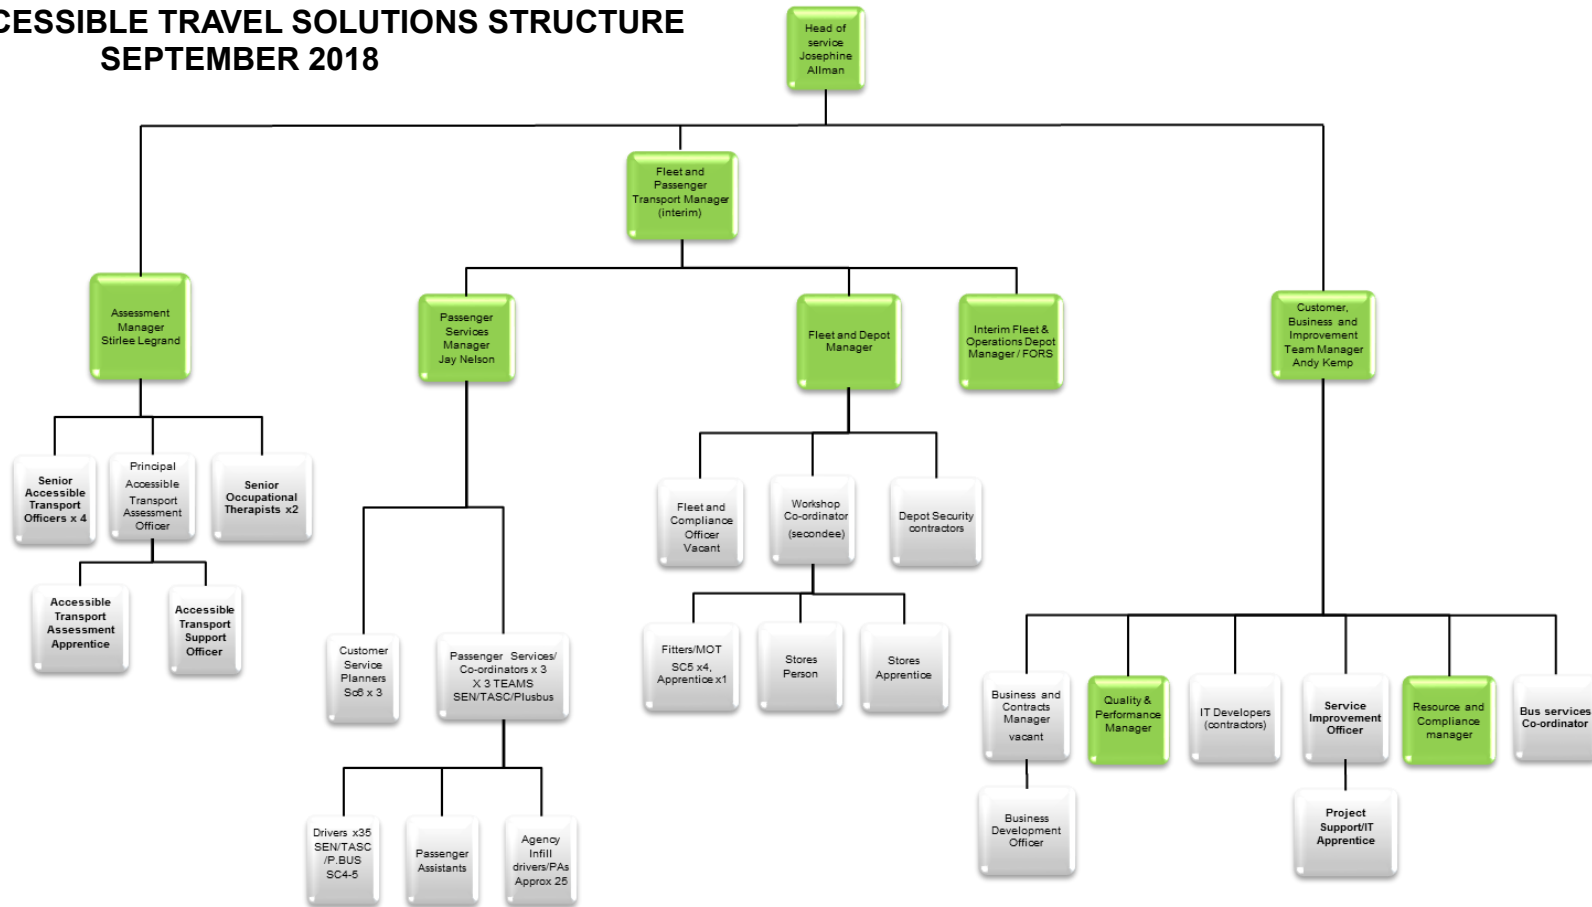 CESSIBLE TRAVEL SOLUTIONS STRUCTURE
SEPTEMBER 2018
Head of
service
Josephine
Allman
Fleet and
Passenger
Transport Manager
(interim)
Assessment
Manager
Stirlee Legrand
Passenger
Services
Manager
Jay Nelson
Fleet and Depot
Manager
Interim Fleet &
Operations Depot
Manager / FORS
Customer,
Business and
Improvement
Team Manager
Andy Kemp
Senior
Accessible
Transport
Officers x 4
Principal
Accessible
Transport
Assessment
Officer
Senior
Occupational
Therapists x2
Accessible
Transport
Assessment
Apprentice
Accessible
Transport
Support
Officer
Fleet and
Compliance
Officer
Vacant
Workshop
Co-ordinator
(secondee)
Depot Security
contractors
Customer
Service
Planners
Sc6 x 3
Passenger Services/
Co-ordinators x 3
X 3 TEAMS
SEN/TASC/Plusbus
Fitters/MOT
SC5 x4,
Apprentice x1
Stores
Person
Stores
Apprentice
Business and
Contracts
Manager
vacant
Quality &
Performance
Manager
IT Developers
(contractors)
Service
Improvement
Officer
Resource and
Compliance
manager
Bus services
Co-ordinator
Drivers x35
SEN/TASC
/P.BUS
SC4-5
Passenger
Assistants
Agency
Infill
drivers/PAs
Approx 25
Business
Development
Officer
Project
Support/IT
Apprentice